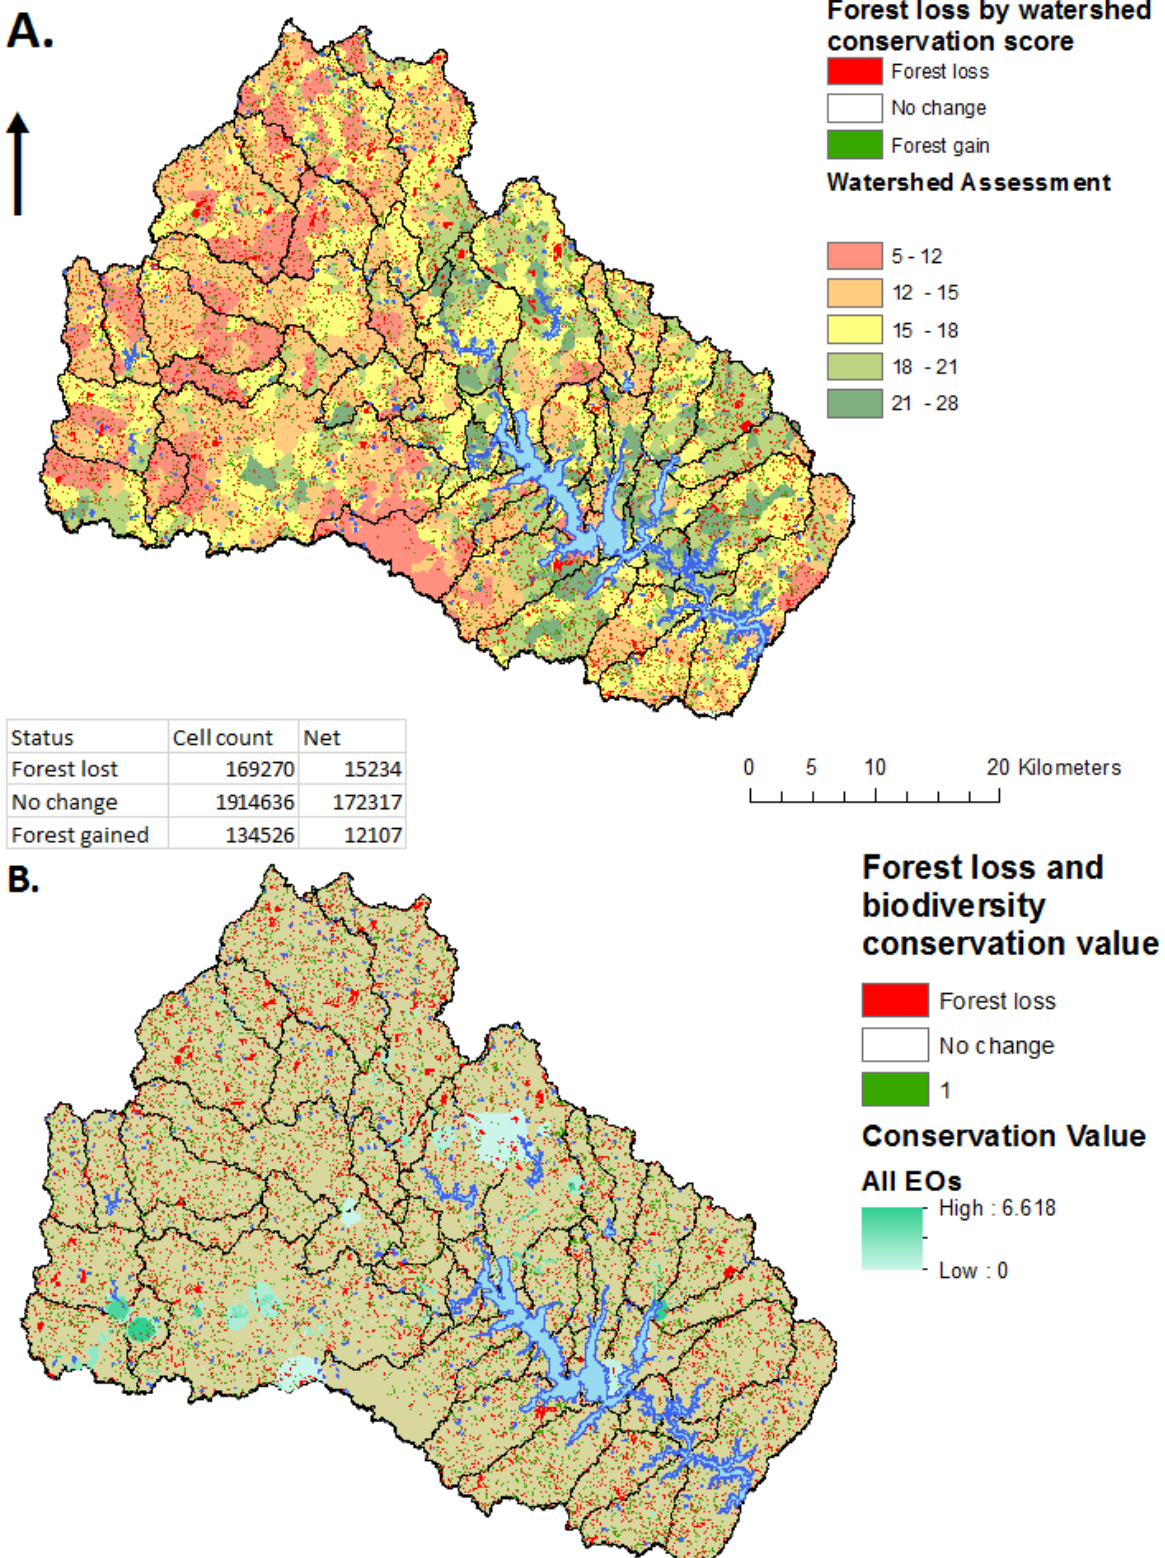 A.
Forest loss by watershed
conservation score
Forest loss
No change
Forest gain
Watershed Assessment
5 - 12
12 - 15
15 - 18
18 - 21
21 - 28
Status Cell count Net
Forest lost 169270 15234
No change 1914636 172317
Forest gained 134526 12107
0 5 10 20 Kilometers
B.
Forest loss and
biodiversity
conservation value
Forest loss
No change
1
Conservation Value
All EOs
High : 6.618
Low : 0